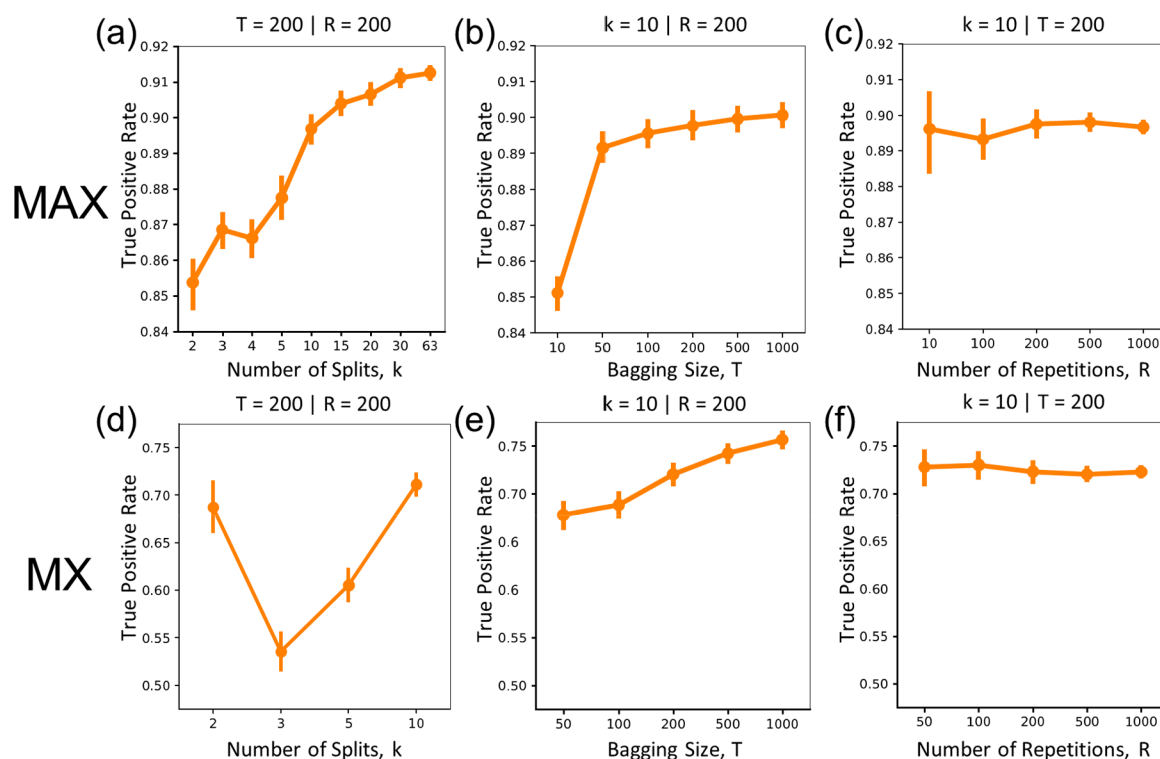 (a)
T = 200 | R = 200
MAX
True Positive Rate
0.92
0.91
0.90
0.89
0.88
0.87
0.86
0.85
0.84
2 3 4 5 10 15 20 30 63
Number of Splits, k
(b)
k = 10 | R = 200
True Positive Rate
0.92
0.91
0.90
0.89
0.88
0.87
0.86
0.85
0.84
10 50 100 200 500 1000
Bagging Size, T
(c)
k = 10 | T = 200
True Positive Rate
0.92
0.91
0.90
0.89
0.88
0.87
0.86
0.85
0.84
10 100 200 500 1000
Number of Repetitions, R
(d)
T = 200 | R = 200
MX
True Positive Rate
0.75
0.70
0.65
0.60
0.55
0.50
2 3 5 10
Number of Splits, k
(e)
k = 10 | R = 200
True Positive Rate
0.75
0.70
0.6
0.6
0.55
0.50
50 100 200 500 1000
Bagging Size, T
(f)
k = 10 | T = 200
True Positive Rate
0.75
0.70
0.65
0.60
0.55
0.50
50 100 200 500 1000
Number of Repetitions, R